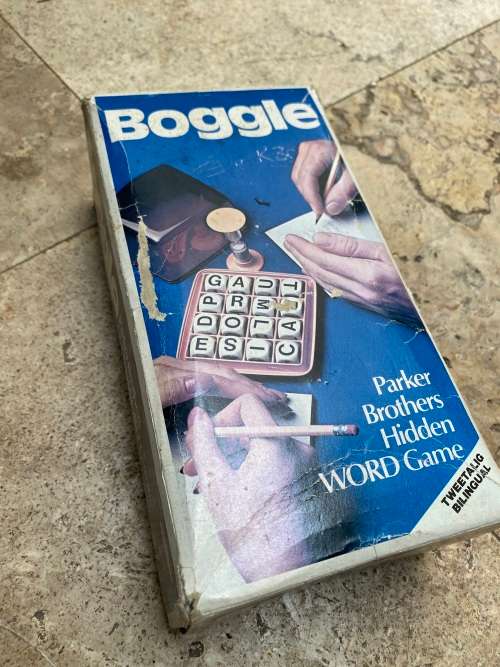 Boggle
G A U T
P R M U
D O L A
E S I C
Parker
Brothers
Hidden
WORD Game
TWEETALIG
BILINGUAL